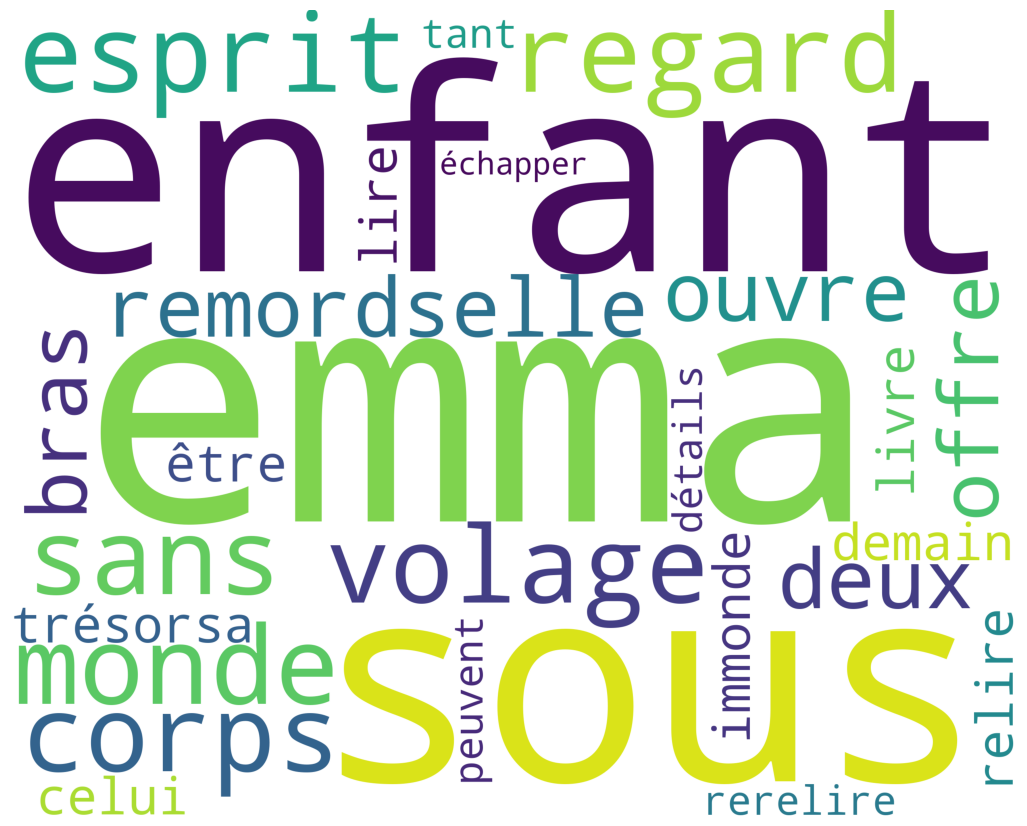 esprit
tant
regard
enfant
lire
échapper
remordselle
ouvre
offre
bras
emma
livre
être
détails
sans
volage
immonde
demain
deux
trésorsa
monde
sous
peuvent
relire
corps
celui
rerelire